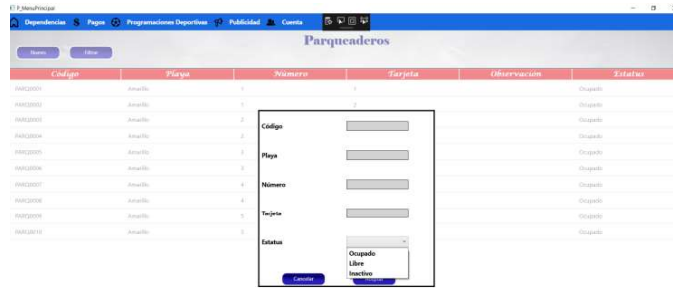 P_MenuPrincipar
Dependencias $ Pagos Programaciones Deportivas Publicidad Cuenta
Parqueaderos
Nuevo Filtrar
Código Playa Número Tarjeta Observación Estatus
PARQ0001 Amarillo 1 1 Ocupado
PARQ0002 Amarillo 1 2 Ocupado
PARQ0003 Amarillo 2 Ocupado
PARQ0004 Amarillo 2 Ocupado
PARQ0005 Amarillo 3 Ocupado
PARQ0006 Amarillo 3 Ocupado
PARQ0007 Amarillo 4 Ocupado
PARQ0008 Amarillo 4 Ocupado
PARQ0009 Amarillo 5 Ocupado
PARQ0010 Amarillo 5 Ocupado
Código
Playa
Número
Tarjeta
Estatus
Ocupado
Libre
Inactivo
Cancelar Aceptar